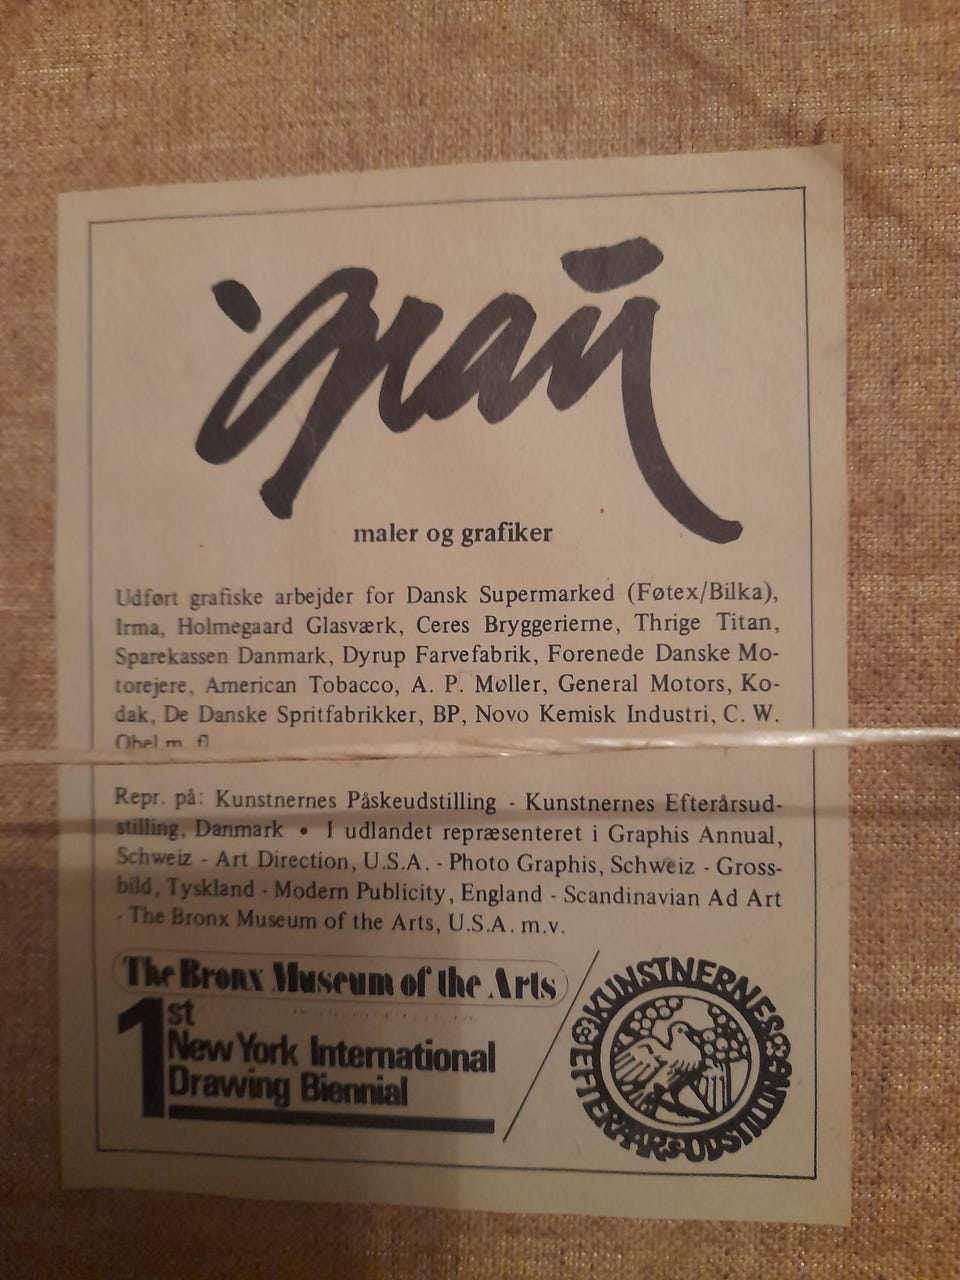 grau
maler og grafiker
Udført grafiske arbejder for Dansk Supermarked (Føtex/Bilka),
Irma, Holmegaard Glasværk, Ceres Bryggerierne, Thrige Titan,
Sparekassen Danmark, Dyrup Farvefabrik, Forenede Danske Mo-
torejere, American Tobacco, A. P. Møller, General Motors, Ko-
dak, De Danske Spritfabrikker, BP, Novo Kemisk Industri, C. W.
Obel m. fl.
Repr. på: Kunstnernes Påskeudstilling - Kunstnernes Efterårsud-
stilling, Danmark • I udlandet repræsenteret i Graphis Annual,
Schweiz - Art Direction, U.S.A. - Photo Graphis, Schweiz - Gross-
bild, Tyskland - Modern Publicity, England - Scandinavian Ad Art
- The Bronx Museum of the Arts, U.S.A. m.v.
The Bronx Museum of the Arts
1st
New York International
Drawing Biennial
KUNSTNERNES EFTERAARSUDSTILLING